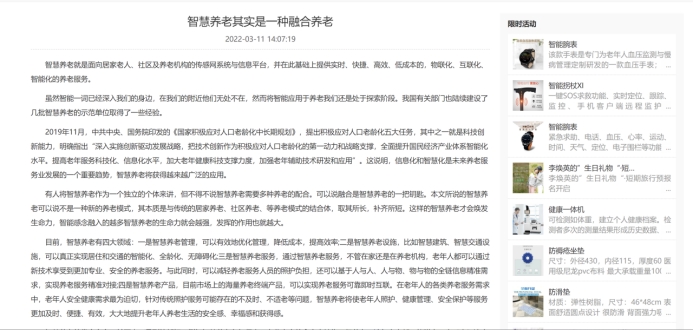 智慧养老其实是一种融合养老
2022-03-11 14:07:19
智慧养老就是面向居家老人、社区及养老机构的传感网系统与信息平台，并在此基础上提供实时、快捷、高效、低成本的，物联化、互联化、
智能化的养老服务。
虽然智能一词已经深入我们的身边，在我们的附近他们无处不在，然而将智能应用于养老我们还是处于探索阶段。我国有关部门也陆续建设了
几批智慧养老的示范单位取得了一些经验。
2019年11月，中共中央、国务院印发的《国家积极应对人口老龄化中长期规划》，提出积极应对人口老龄化五大任务，其中之一就是科技创
新能力，明确指出“深入实施创新驱动发展战略，把技术创新作为积极应对人口老龄化的第一动力和战略支撑，全面提升国民经济产业体系智能化
水平。提高老年服务科技化、信息化水平，加大老年健康科技支撑力度，加强老年辅助技术研发和应用”。这说明，信息化和智慧化是未来养老服
务业发展的一个重要趋势，智慧养老将获得越来越广泛的应用。
有人将智慧养老作为一个独立的个体来讲，但不得不说智慧养老需要多种养老的配合。可以说融合是智慧养老的一把钥匙。本文所说的智慧养
老可以说不是一种新的养老模式，其本质是与传统的居家养老、社区养老、等养老模式的结合体，取其所长，补齐所短。这样的智慧养老才会焕发
生命力，智能感念融入的越多智慧养老的生命力就会越强，发挥的作用也就越大。
目前，智慧养老有四大领域：一是智慧养老管理，可以有效地优化管理，降低成本，提高效率;二是智慧养老设施，比如智慧建筑、智慧交通设
施，可以真正实现居住和交通的智能化、全龄化、无障碍化;三是智慧养老服务，通过智慧养老服务，不管在家还是在养老机构，老年人都可以通过
新技术享受到更加专业、安全的养老服务。与此同时，可以减轻养老服务人员的照护负担，还可以基于人与人、人与物、物与物的全链信息精准需
求，实现养老服务精准对接;四是智慧养老产品，目前市场上的海量养老终端产品，可以实现养老服务可靠即时互联。在老年人的各类养老服务需求
中，老年人安全健康需求最为迫切，针对传统照护服务可能存在的不及时、不适老等问题，智慧养老将使老年人照护、健康管理、安全保护等服务
更加及时、便捷、有效，大大地提升老年人养老生活的安全感、幸福感和获得感。
限时活动
智能腕表
该款手表是专门为老年人血压监测与慢
病管理定制研发的一款血压手表； ...
智能拐杖XI
一键SOS求救功能，实时定位、跟踪、
监控，手机客户端远程监护 ...
智能腕表
紧急求助、电话、血压、心率、运动、
时间、天气、定位、电子围栏等功能
李焕英的”生日礼物“-短...
李焕英的”生日礼物“-短期旅行预报
名开启
健康一体机
可检测如体重，建立个人健康档案。检
测者多次的测量结果形成历史数据， ...
防褥疮坐垫
尺寸：外径430，内径115，厚度60 医
用级尼龙pvc布料 最大承载重量100 ...
防滑垫
材质：弹性树脂，尺寸：46*48cm 表
面舒适圆点设计 很防滑 背面强力吸 ...